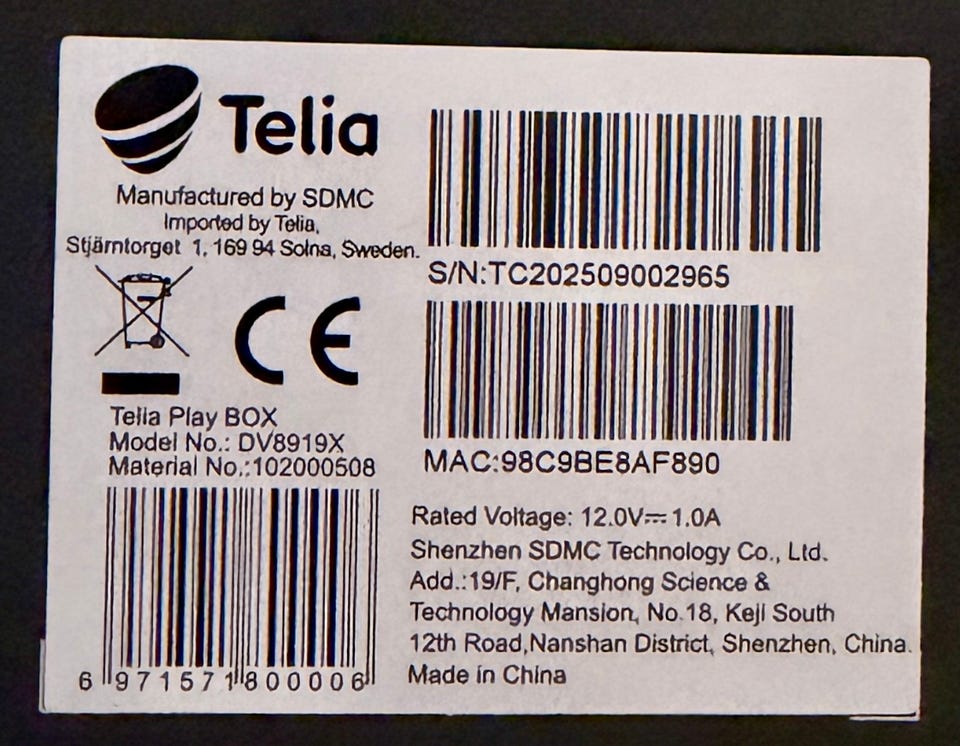 Telia
Manufactured by SDMC
Imported by Telia,
Stjärntorget 1, 169 94 Solna, Sweden.
CE
Telia Play BOX
Model No.: DV8919X
Material No.:102000508
6 971571 800006
S/N:TC202509002965
MAC:98C9BE8AF890
Rated Voltage: 12.0V⎓1.0A
Shenzhen SDMC Technology Co., Ltd.
Add.:19/F, Changhong Science &
Technology Mansion, No.18, Keji South
12th Road,Nanshan District, Shenzhen, China.
Made in China